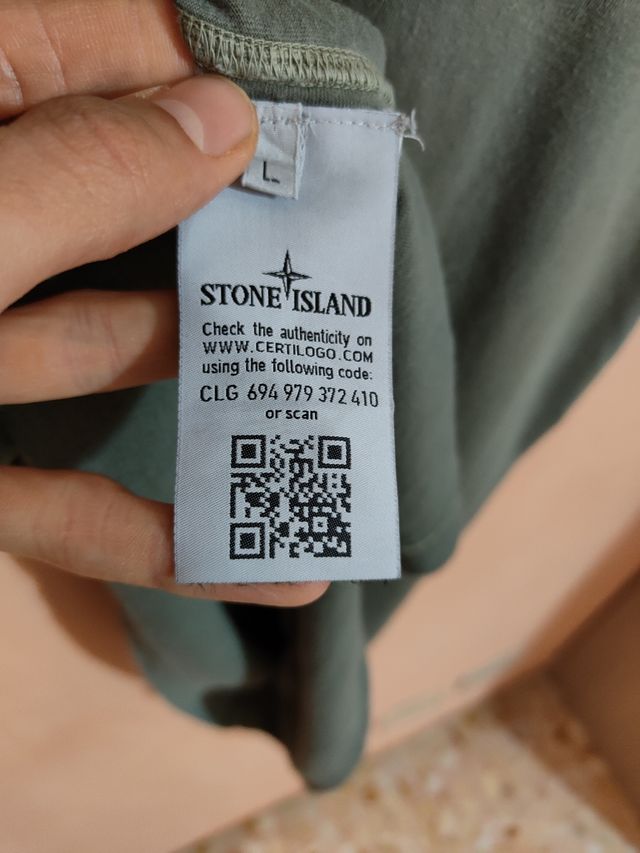 L
STONE ISLAND
Check the authenticity on
WWW.CERTILOGO.COM
using the following code:
CLG 694 979 372 410
or scan